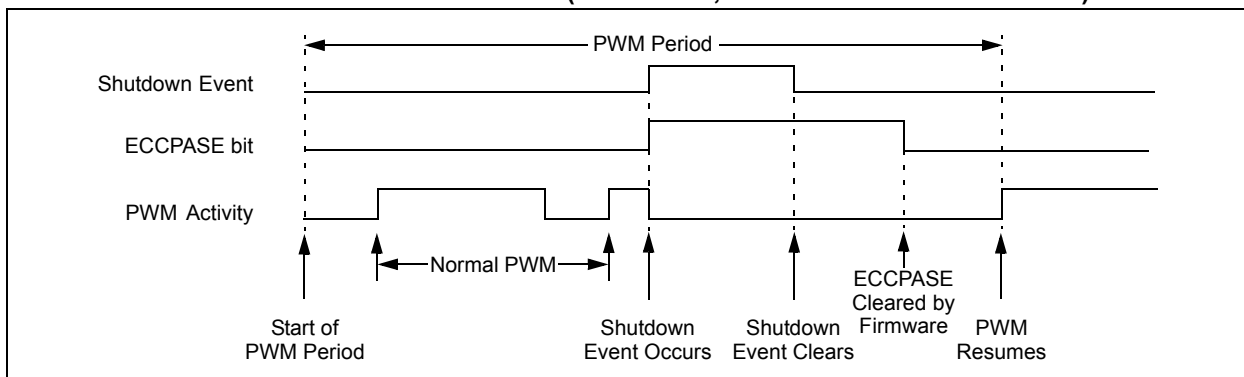 PWM Period
Shutdown Event
ECCPASE bit
PWM Activity
Normal PWM
Start of
PWM Period
Shutdown
Event Occurs
Shutdown
Event Clears
ECCPASE
Cleared by
Firmware
PWM
Resumes